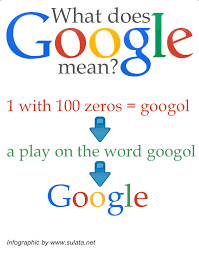 What does
Google
mean?
1 with 100 zeros = googol
a play on the word googol
Google
Infographic by www.sulata.net